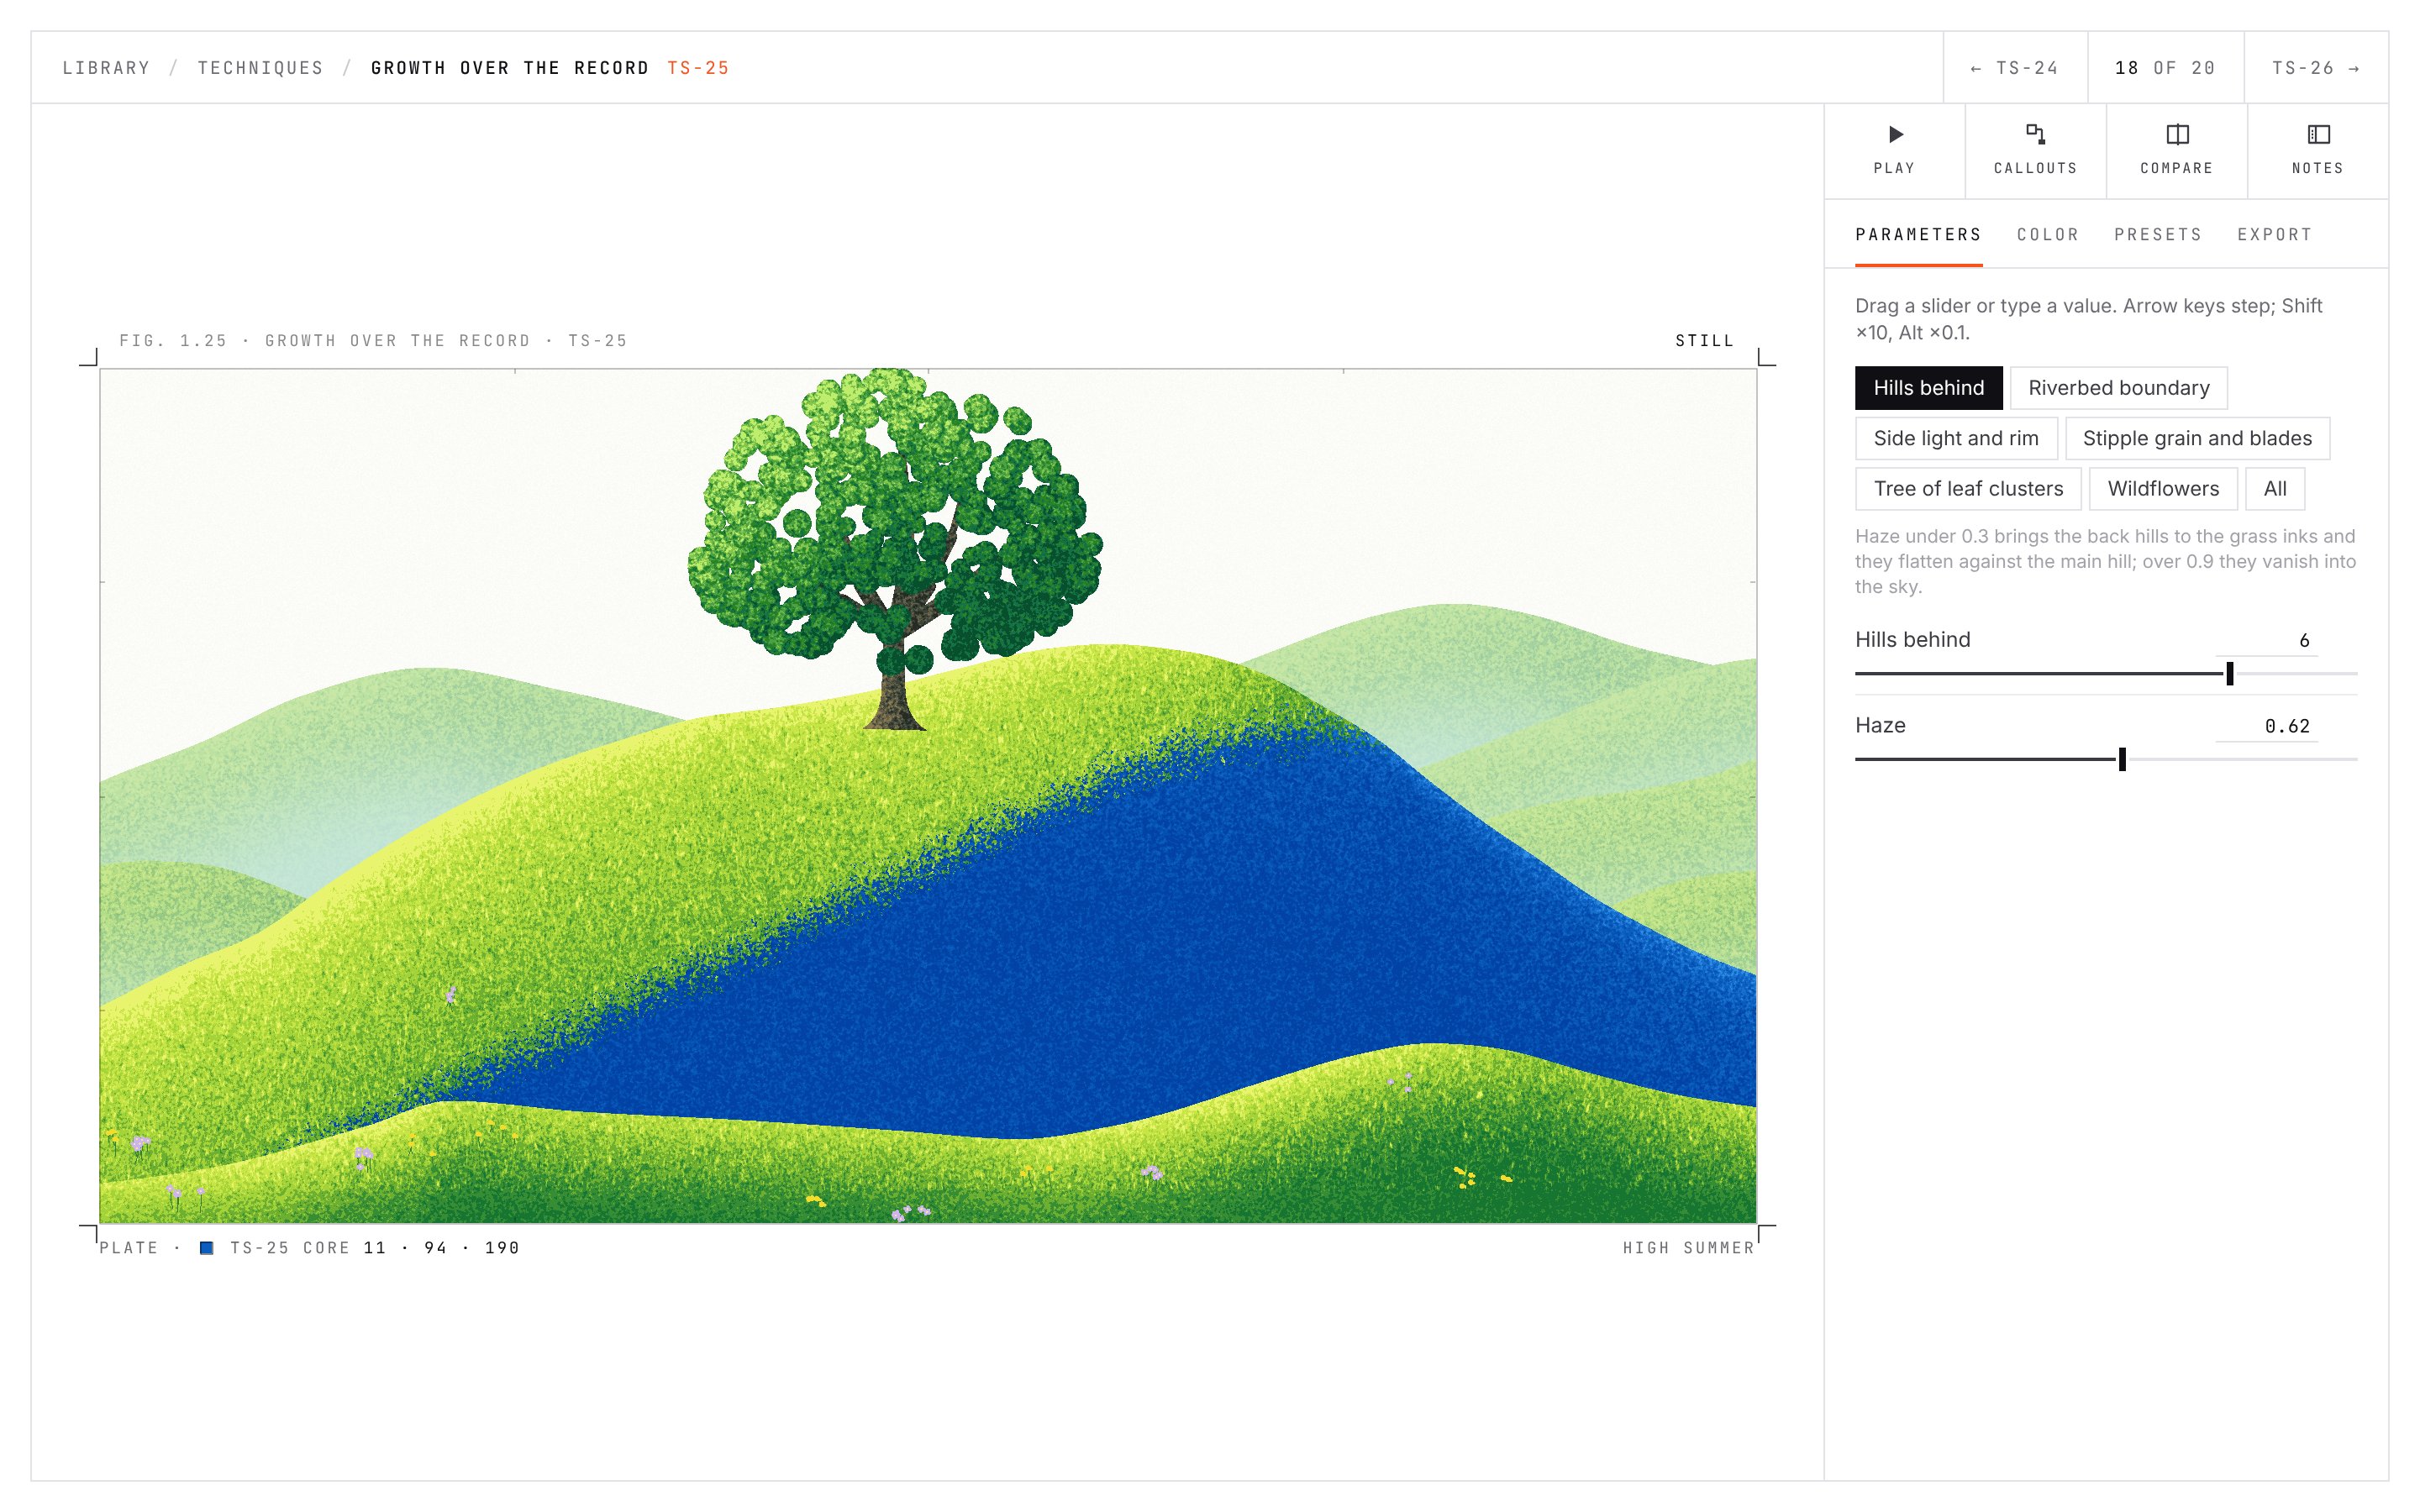 LIBRARY / TECHNIQUES / GROWTH OVER THE RECORD TS-25
← TS-24
18 OF 20
TS-26 →
PLAY
CALLOUTS
COMPARE
NOTES
PARAMETERS
COLOR
PRESETS
EXPORT
Drag a slider or type a value. Arrow keys step; Shift
×10, Alt ×0.1.
Hills behind
Riverbed boundary
Side light and rim
Stipple grain and blades
Tree of leaf clusters
Wildflowers
All
Haze under 0.3 brings the back hills to the grass inks and
they flatten against the main hill; over 0.9 they vanish into
the sky.
Hills behind 6
Haze 0.62
FIG. 1.25 · GROWTH OVER THE RECORD · TS-25
STILL
PLATE · TS-25 CORE 11 · 94 · 190
HIGH SUMMER